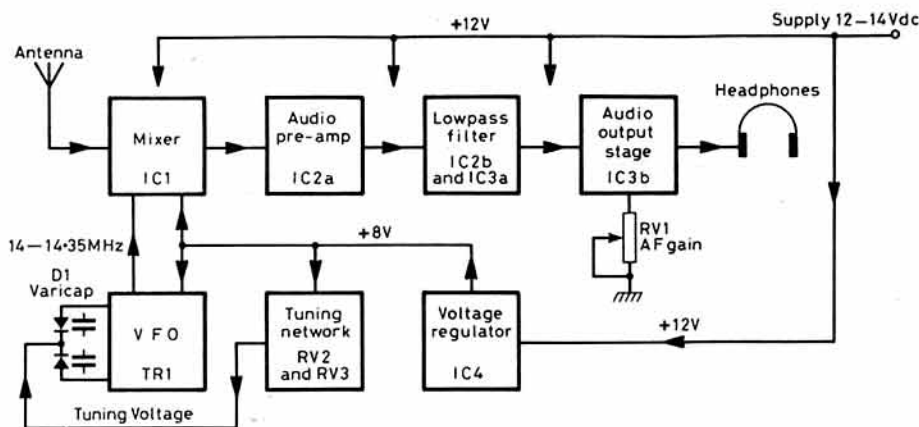 Supply 12–14Vdc
+12V
Antenna
Headphones
Mixer
IC1
Audio
pre-amp
IC2a
Lowpass
filter
IC2b
and IC3a
Audio
output
stage
IC3b
RV1
AF gain
14–14·35MHz
+8V
D1
Varicap
VFO
TR1
Tuning
network
RV2
and RV3
Voltage
regulator
IC4
+12V
Tuning Voltage